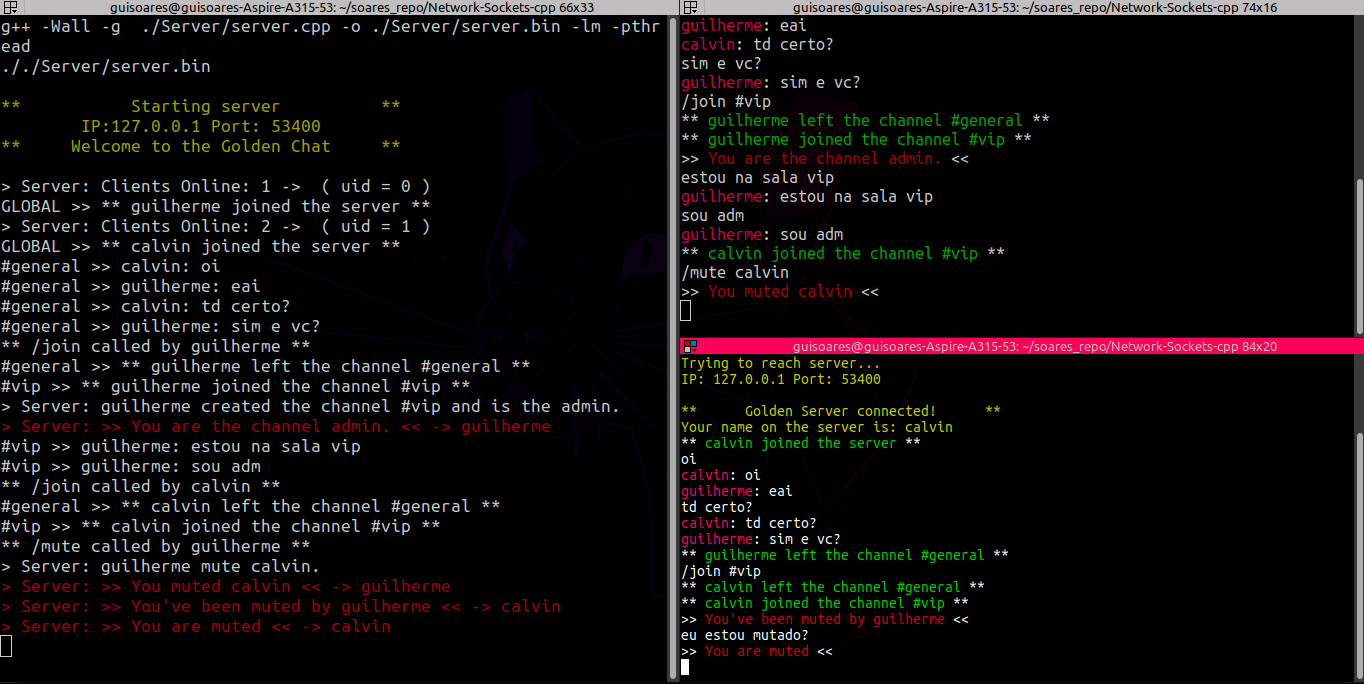 guisoares@guisoares-Aspire-A315-53: ~/soares_repo/Network-Sockets-cpp 66x33
g++ -Wall -g  ./Server/server.cpp -o ./Server/server.bin -lm -pthr
ead
././Server/server.bin
**           Starting server          **
IP:127.0.0.1 Port: 53400
**     Welcome to the Golden Chat     **
> Server: Clients Online: 1 ->  ( uid = 0 )
GLOBAL >> ** guilherme joined the server **
> Server: Clients Online: 2 ->  ( uid = 1 )
GLOBAL >> ** calvin joined the server **
#general >> calvin: oi
#general >> guilherme: eai
#general >> calvin: td certo?
#general >> guilherme: sim e vc?
** /join called by guilherme **
#general >> ** guilherme left the channel #general **
#vip >> ** guilherme joined the channel #vip **
> Server: guilherme created the channel #vip and is the admin.
> Server: >> You are the channel admin. << -> guilherme
#vip >> guilherme: estou na sala vip
#vip >> guilherme: sou adm
** /join called by calvin **
#general >> ** calvin left the channel #general **
#vip >> ** calvin joined the channel #vip **
** /mute called by guilherme **
> Server: guilherme mute calvin.
> Server: >> You muted calvin << -> guilherme
> Server: >> You've been muted by guilherme << -> calvin
> Server: >> You are muted << -> calvin
guisoares@guisoares-Aspire-A315-53: ~/soares_repo/Network-Sockets-cpp 74x16
guilherme: eai
calvin: td certo?
sim e vc?
guilherme: sim e vc?
/join #vip
** guilherme left the channel #general **
** guilherme joined the channel #vip **
>> You are the channel admin. <<
estou na sala vip
guilherme: estou na sala vip
sou adm
guilherme: sou adm
** calvin joined the channel #vip **
/mute calvin
>> You muted calvin <<
guisoares@guisoares-Aspire-A315-53: ~/soares_repo/Network-Sockets-cpp 84x20
Trying to reach server...
IP: 127.0.0.1 Port: 53400
**      Golden Server connected!      **
Your name on the server is: calvin
** calvin joined the server **
oi
calvin: oi
guilherme: eai
td certo?
calvin: td certo?
guilherme: sim e vc?
** guilherme left the channel #general **
/join #vip
** calvin left the channel #general **
** calvin joined the channel #vip **
>> You've been muted by guilherme <<
eu estou mutado?
>> You are muted <<